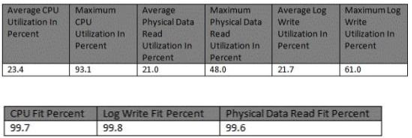 Average CPU Utilization In Percent
Maximum CPU Utilization In Percent
Average Physical Data Read Utilization In Percent
Maximum Physical Data Read Utilization In Percent
Average Log Write Utilization In Percent
Maximum Log Write Utilization In Percent
23.4 93.1 21.0 48.0 21.7 61.0
CPU Fit Percent Log Write Fit Percent Physical Data Read Fit Percent
99.7 99.8 99.6